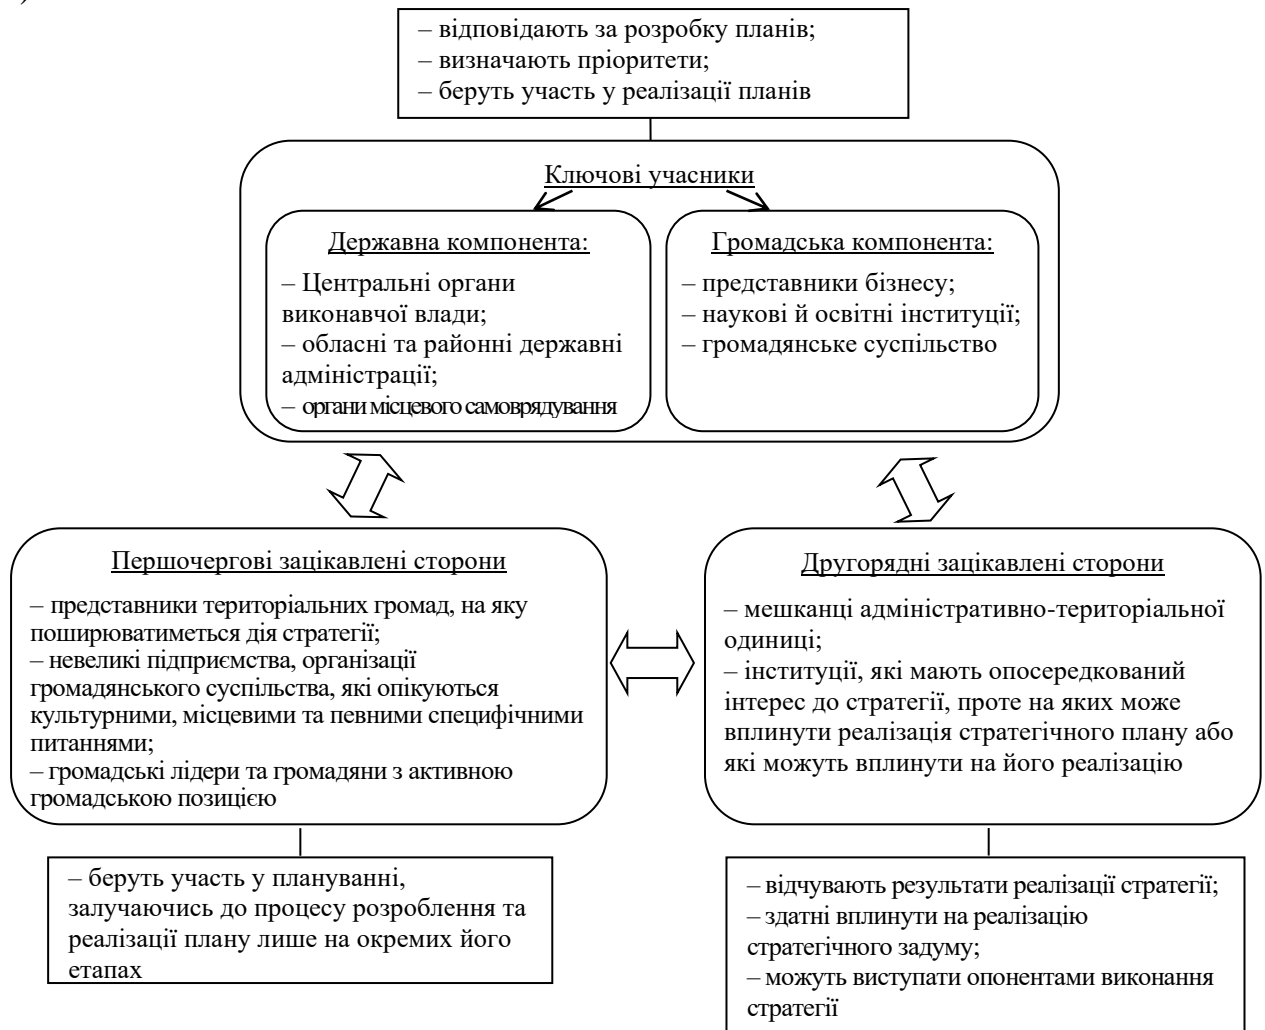 – відповідають за розробку планів;
– визначають пріоритети;
– беруть участь у реалізації планів
Ключові учасники
Державна компонента:
– Центральні органи
виконавчої влади;
– обласні та районні державні
адміністрації;
– органи місцевого самоврядування
Громадська компонента:
– представники бізнесу;
– наукові й освітні інституції;
– громадянське суспільство
Першочергові зацікавлені сторони
– представники територіальних громад, на яку
поширюватиметься дія стратегії;
– невеликі підприємства, організації
громадянського суспільства, які опікуються
культурними, місцевими та певними специфічними
питаннями;
– громадські лідери та громадяни з активною
громадською позицією
Другорядні зацікавлені сторони
– мешканці адміністративно-територіальної
одиниці;
– інституції, які мають опосередкований
інтерес до стратегії, проте на яких може
вплинути реалізація стратегічного плану або
які можуть вплинути на його реалізацію
– беруть участь у плануванні,
залучаючись до процесу розроблення та
реалізації плану лише на окремих його
етапах
– відчувають результати реалізації стратегії;
– здатні вплинути на реалізацію
стратегічного задуму;
– можуть виступати опонентами виконання
стратегії